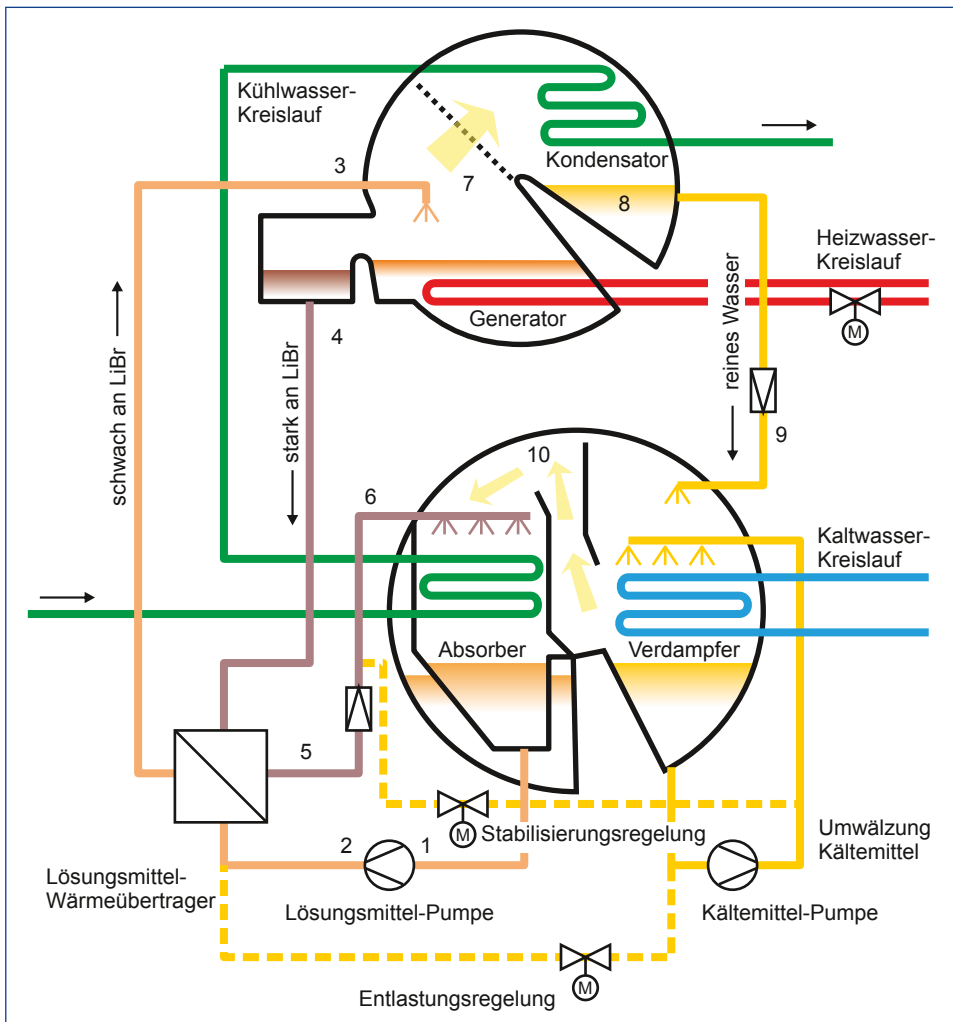 Kühlwasser-
Kreislauf
3
7
Kondensator
8
Heizwasser-
Kreislauf
M
Generator
4
schwach an LiBr
stark an LiBr
reines Wasser
9
10
6
Kaltwasser-
Kreislauf
Absorber
Verdampfer
5
M
Stabilisierungsregelung
Umwälzung
Kältemittel
2
1
Lösungsmittel-
Wärmeübertrager
Lösungsmittel-Pumpe
Kältemittel-Pumpe
M
Entlastungsregelung